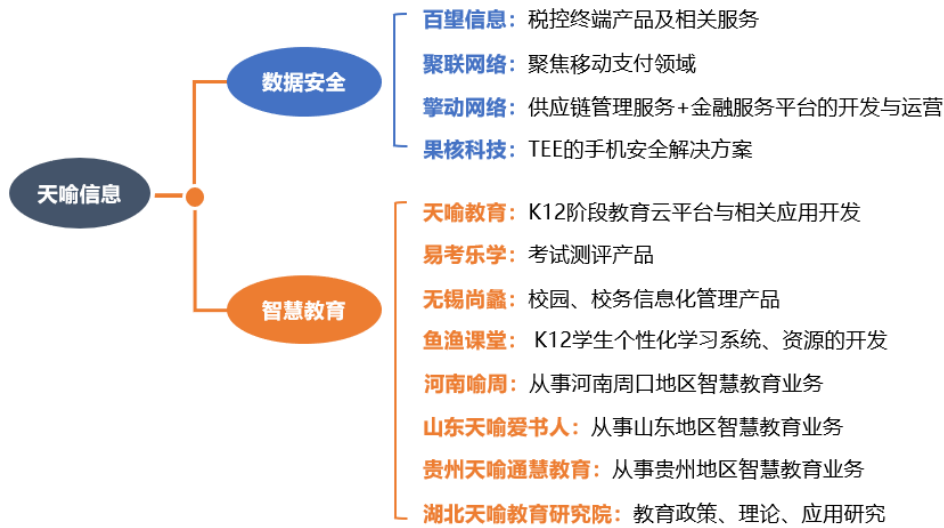 天喻信息
数据安全
百望信息：税控终端产品及相关服务
聚联网络：聚焦移动支付领域
擎动网络：供应链管理服务+金融服务平台的开发与运营
果核科技：TEE的手机安全解决方案
智慧教育
天喻教育：K12阶段教育云平台与相关应用开发
易考乐学：考试测评产品
无锡尚蠡：校园、校务信息化管理产品
鱼渔课堂： K12学生个性化学习系统、资源的开发
河南喻周：从事河南周口地区智慧教育业务
山东天喻爱书人：从事山东地区智慧教育业务
贵州天喻通慧教育：从事贵州地区智慧教育业务
湖北天喻教育研究院：教育政策、理论、应用研究